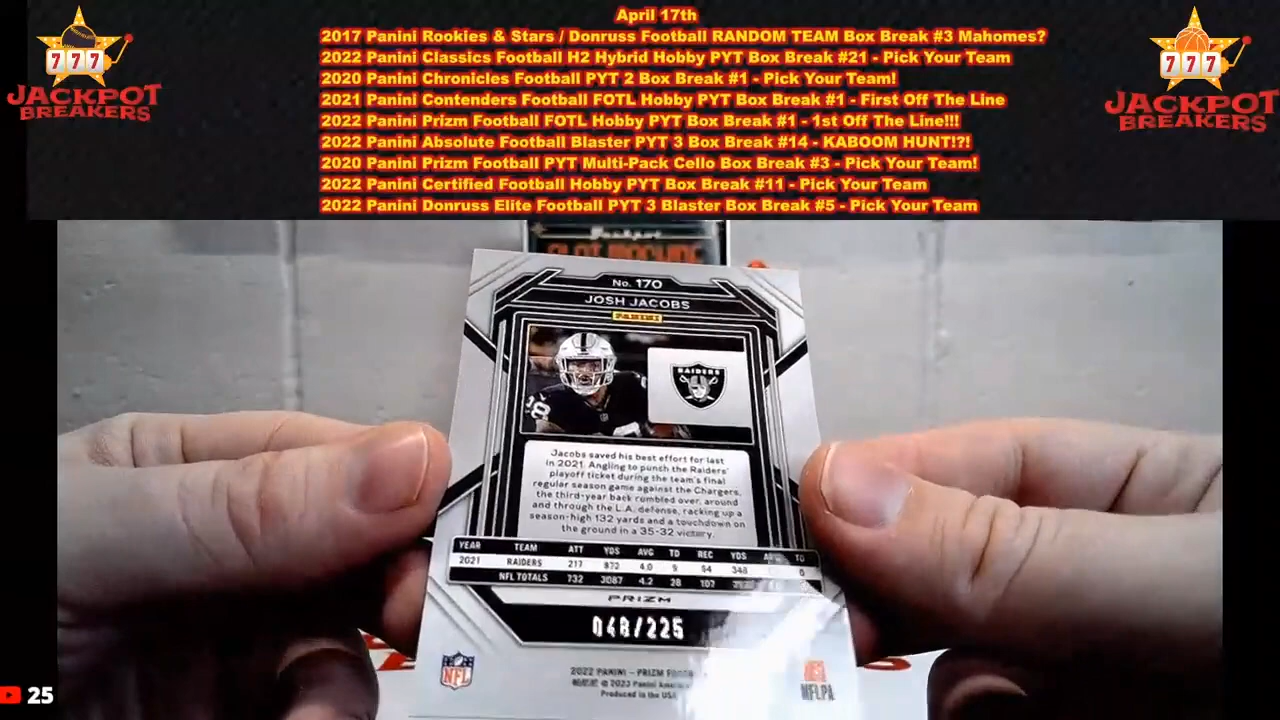 April 17th
2017 Panini Rookies & Stars / Donruss Football RANDOM TEAM Box Break #3 Mahomes?
2022 Panini Classics Football H2 Hybrid Hobby PYT Box Break #21 - Pick Your Team
2020 Panini Chronicles Football PYT 2 Box Break #1 - Pick Your Team!
2021 Panini Contenders Football FOTL Hobby PYT Box Break #1 - First Off The Line
2022 Panini Prizm Football FOTL Hobby PYT Box Break #1 - 1st Off The Line!!!
2022 Panini Absolute Football Blaster PYT 3 Box Break #14 - KABOOM HUNT!?!
2020 Panini Prizm Football PYT Multi-Pack Cello Box Break #3 - Pick Your Team!
2022 Panini Certified Football Hobby PYT Box Break #11 - Pick Your Team
2022 Panini Donruss Elite Football PYT 3 Blaster Box Break #5 - Pick Your Team
777
JACKPOT
BREAKERS
777
JACKPOT
BREAKERS
No. 170
JOSH JACOBS
PANINI
RAIDERS
28
Jacobs saved his best effort for last
in 2021. Angling to punch the Raiders'
playoff ticket during the team's final
regular season game against the Chargers,
the third-year back rumbled over, around
and through the L.A. defense, racking up a
season-high 132 yards and a touchdown on
the ground in a 35-32 victory.
YEAR TEAM ATT YDS AVG TD REC YDS AVG TD
2021 RAIDERS 217 872 4.0 9 54 348 0
NFL TOTALS 732 3087 4.2 28 107
PRIZM
048/225
NFL
NFLPA
2022 PANINI - PRIZM
© 2023 Panini
Produced in the USA
25